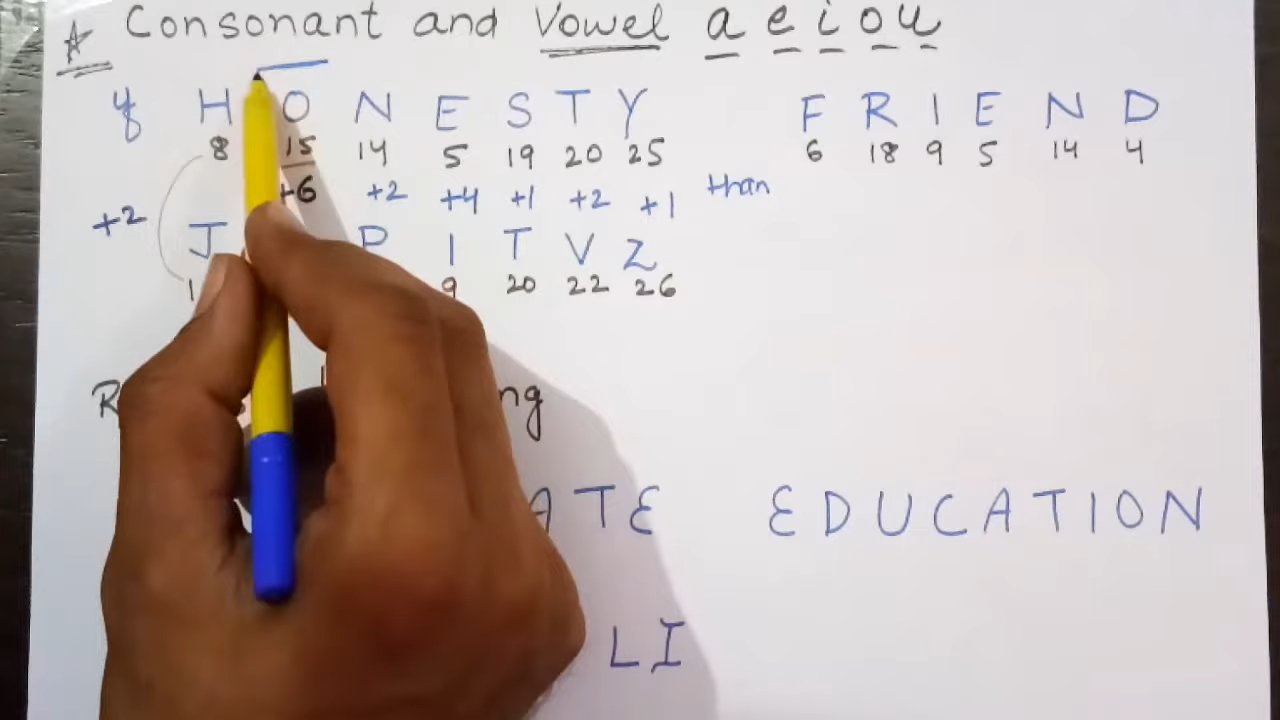 Consonant and Vowel a e i o u
If H O N E S T Y F R I E N D
8 15 14 5 19 20 25 6 18 9 5 14 4
+2 +6 +2 +4 +1 +2 +1 than
J P I T V Z
9 20 22 26
ATE EDUCATION
LI